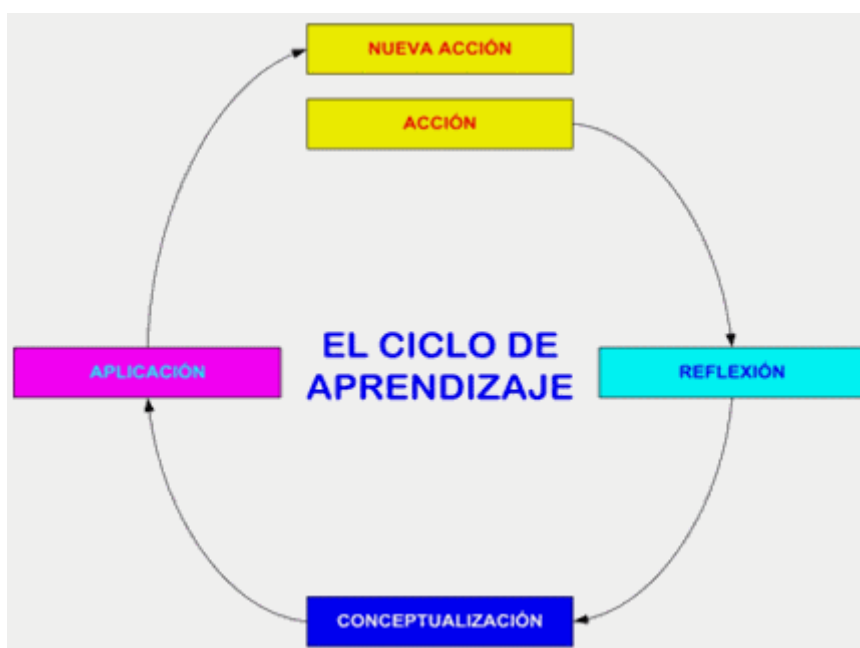 NUEVA ACCIÓN
ACCIÓN
EL CICLO DE
APRENDIZAJE
APLICACIÓN
REFLEXIÓN
CONCEPTUALIZACIÓN